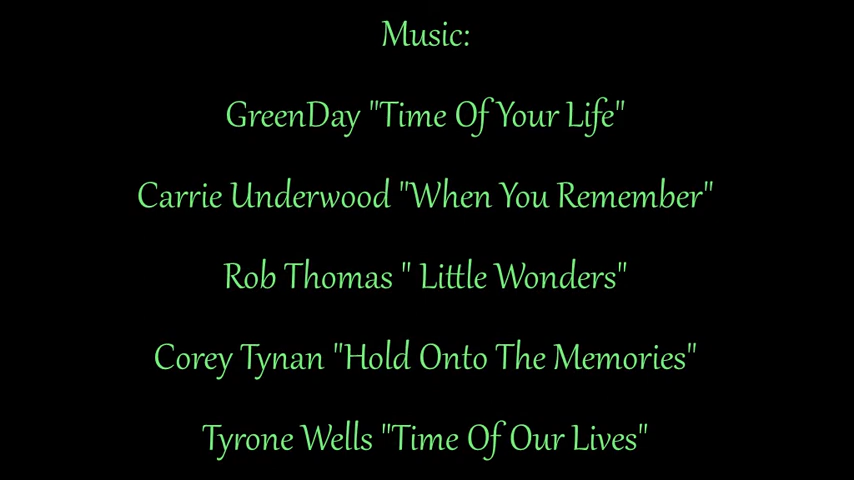 Music:
GreenDay "Time Of Your Life"
Carrie Underwood "When You Remember"
Rob Thomas " Little Wonders"
Corey Tynan "Hold Onto The Memories"
Tyrone Wells "Time Of Our Lives"